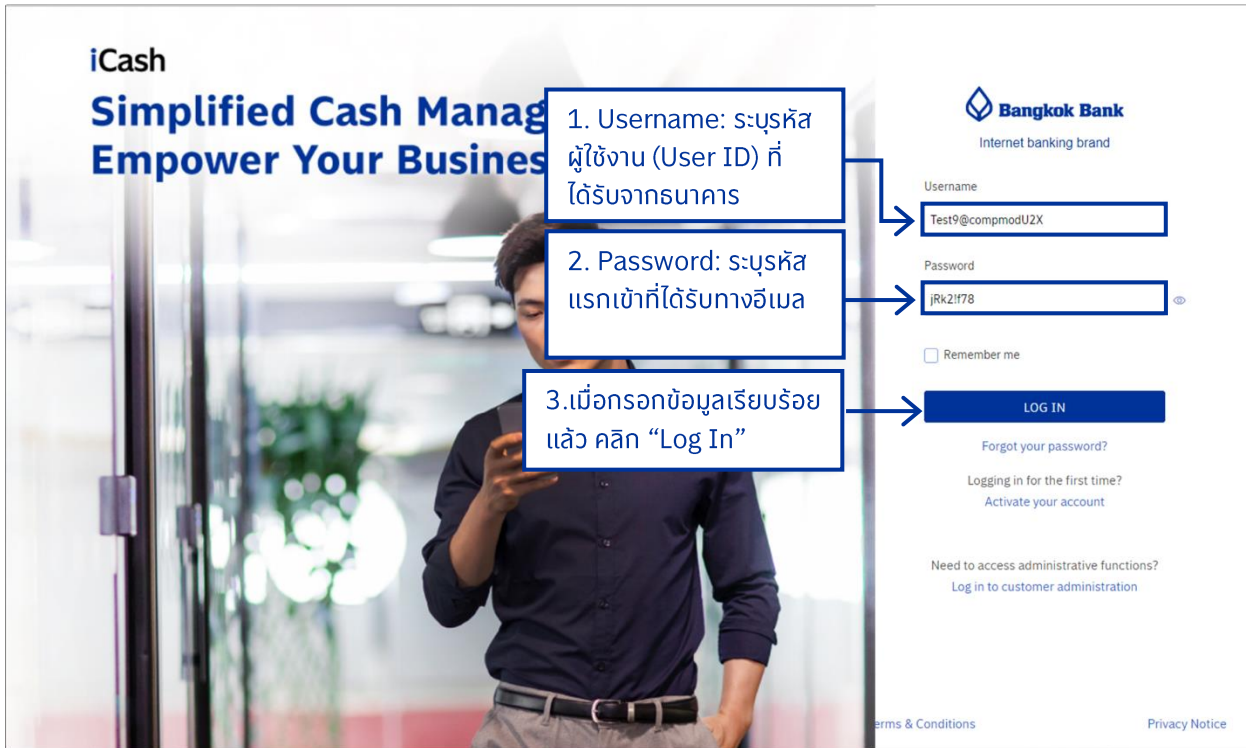 iCash
Simplified Cash Manag
Empower Your Busines
1. Username: ระบุรหัส
ผู้ใช้งาน (User ID) ที่
ได้รับจากธนาคาร
2. Password: ระบุรหัส
แรกเข้าที่ได้รับทางอีเมล
3.เมื่อกรอกข้อมูลเรียบร้อย
แล้ว คลิก “Log In”
Bangkok Bank
Internet banking brand
Username
Test9@compmodU2X
Password
jRk2!f78
Remember me
LOG IN
Forgot your password?
Logging in for the first time?
Activate your account
Need to access administrative functions?
Log in to customer administration
erms & Conditions
Privacy Notice